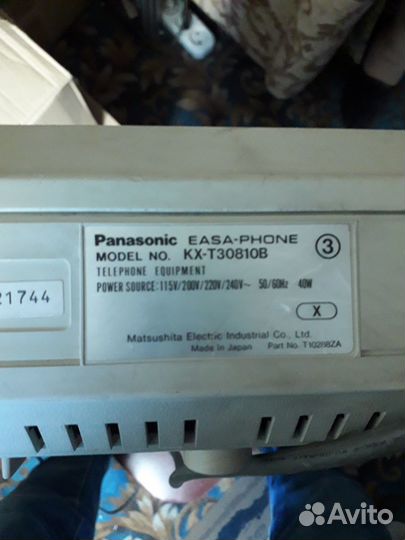 Panasonic EASA-PHONE ③
MODEL NO. KX-T30810B
TELEPHONE EQUIPMENT
POWER SOURCE:115V/200V/220V/240V~ 50/60Hz 40W
X
Matsushita Electric Industrial Co., Ltd.
Made in Japan Part No. T10288ZA
21744
Avito